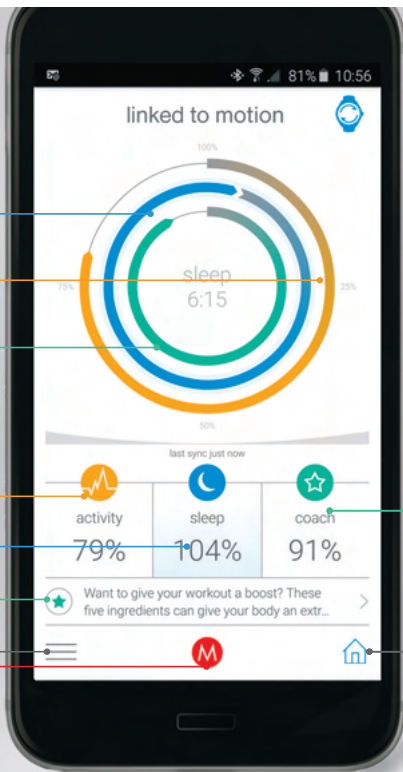 81% 10:56
linked to motion
100%
sleep
6:15
75%
25%
50%
last sync just now
activity
sleep
coach
79%
104%
91%
Want to give your workout a boost? These
five ingredients can give your body an extr...
M